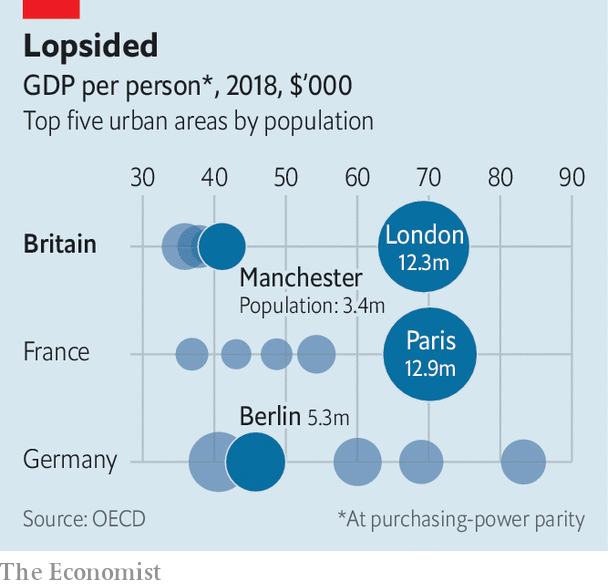 Lopsided
GDP per person*, 2018, $'000
Top five urban areas by population
30 40 50 60 70 80 90
Britain
London
12.3m
Manchester
Population: 3.4m
France
Paris
12.9m
Berlin 5.3m
Germany
Source: OECD
*At purchasing-power parity
The Economist